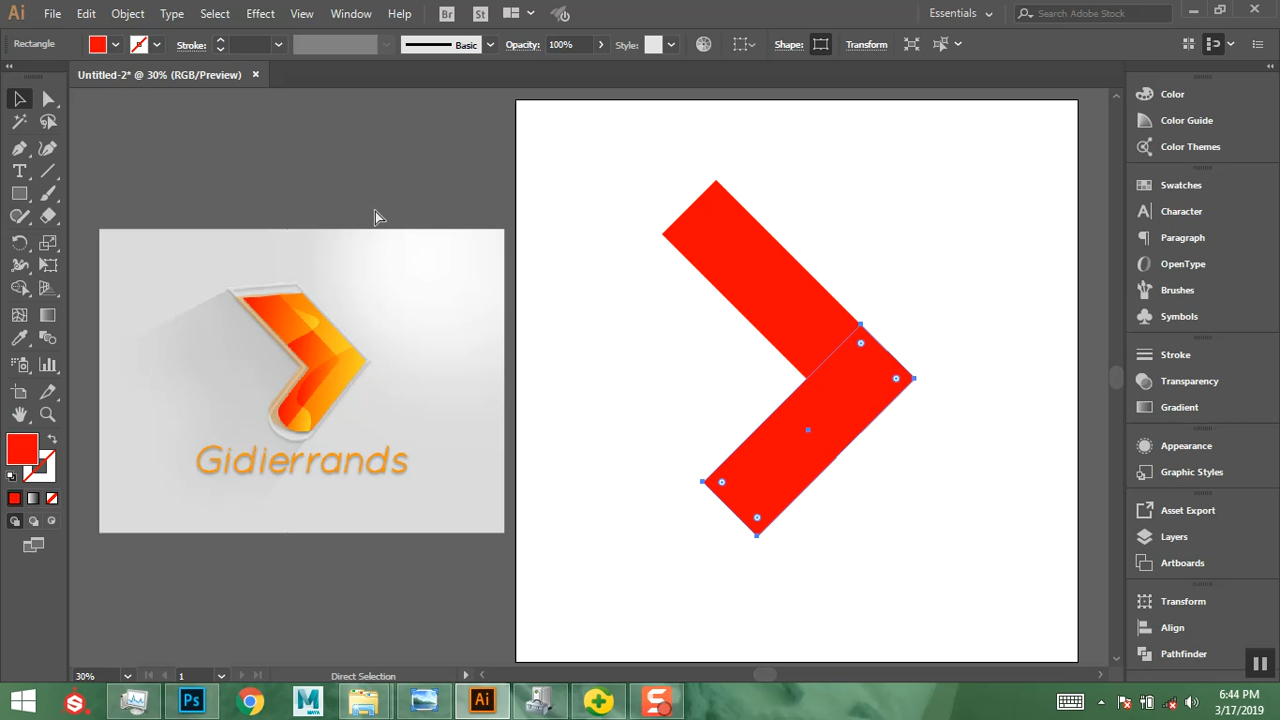 Ai File Edit Object Type Select Effect View Window Help Br St Essentials Search Adobe Stock
Rectangle Stroke: Basic Opacity: 100% Style: Shape: Transform
Untitled-2* @ 30% (RGB/Preview)
Color
Color Guide
Color Themes
Swatches
Character
Paragraph
OpenType
Brushes
Symbols
Stroke
Transparency
Gradient
Appearance
Graphic Styles
Asset Export
Layers
Artboards
Transform
Align
Pathfinder
Gidierrands
30% 1 Direct Selection
S Ps MAYA Ai S
6:44 PM
3/17/2019